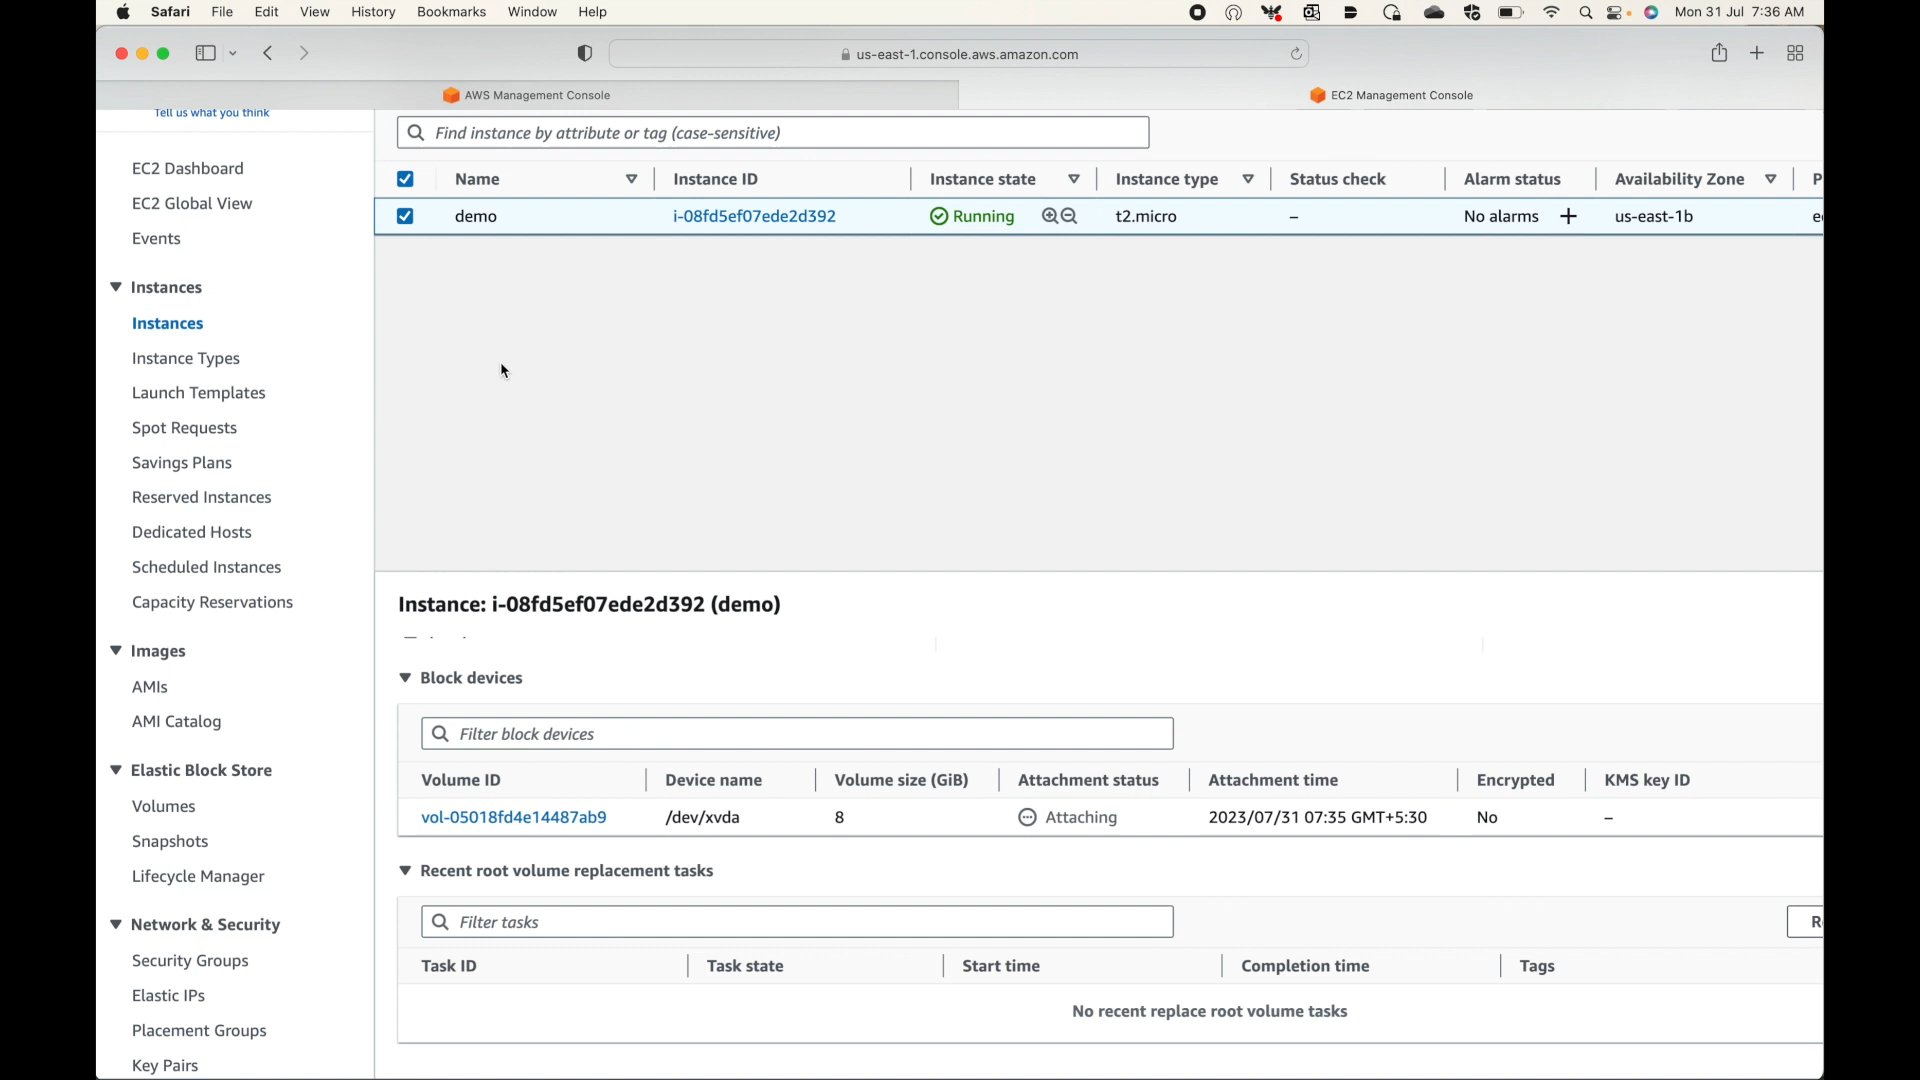 Safari File Edit View History Bookmarks Window Help Mon 31 Jul 7:36 AM
us-east-1.console.aws.amazon.com
AWS Management Console EC2 Management Console
Tell us what you think
Find instance by attribute or tag (case-sensitive)
EC2 Dashboard
EC2 Global View
Events
Instances
Instances
Instance Types
Launch Templates
Spot Requests
Savings Plans
Reserved Instances
Dedicated Hosts
Scheduled Instances
Capacity Reservations
Images
AMIs
AMI Catalog
Elastic Block Store
Volumes
Snapshots
Lifecycle Manager
Network & Security
Security Groups
Elastic IPs
Placement Groups
Key Pairs
Name Instance ID Instance state Instance type Status check Alarm status Availability Zone P
demo i-08fd5ef07ede2d392 Running t2.micro – No alarms + us-east-1b
Instance: i-08fd5ef07ede2d392 (demo)
Block devices
Filter block devices
Volume ID Device name Volume size (GiB) Attachment status Attachment time Encrypted KMS key ID
vol-05018fd4e14487ab9 /dev/xvda 8 Attaching 2023/07/31 07:35 GMT+5:30 No –
Recent root volume replacement tasks
Filter tasks
Task ID Task state Start time Completion time Tags
No recent replace root volume tasks